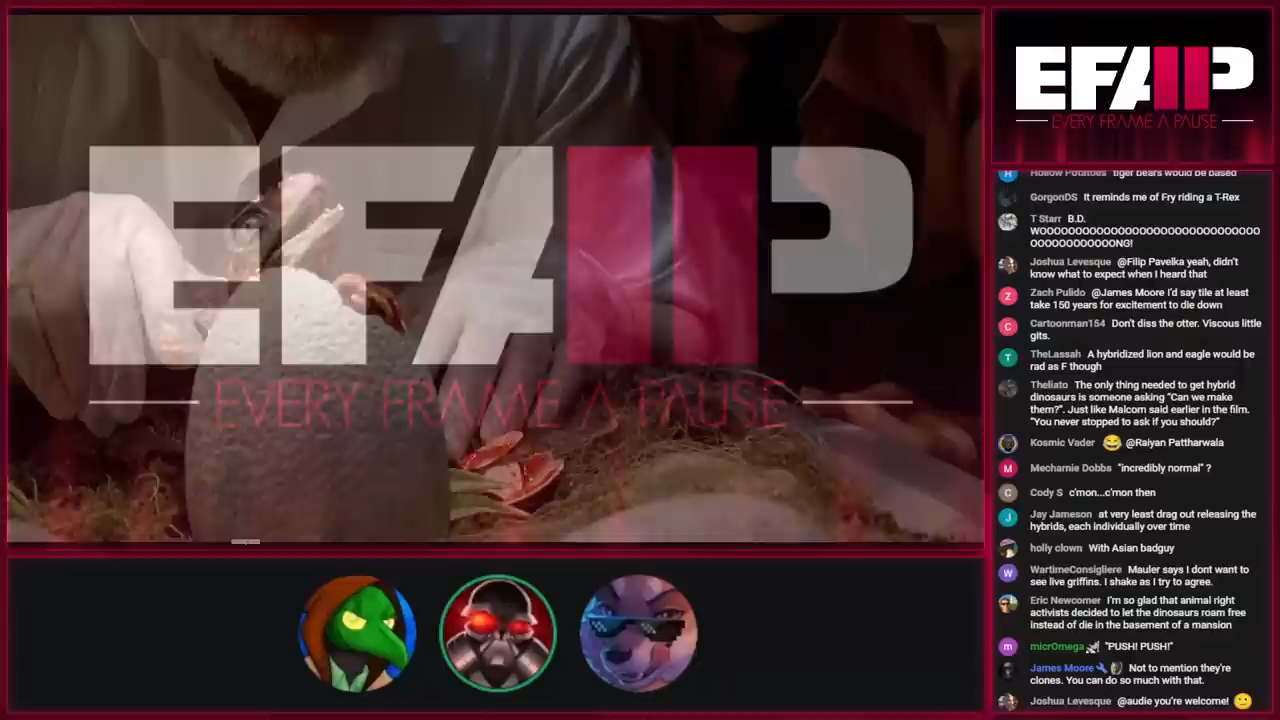 EFAP
EVERY FRAME A PAUSE
EFAP
EVERY FRAME A PAUSE
Hollow Potatoes tiger bears would be based
GorgonDS It reminds me of Fry riding a T-Rex
T Starr B.D.
WOOOOOOOOOOOOOOOOOOOOOOOOOOOOOOOO
OOOOOOOOOOOOONG!
Joshua Levesque @Filip Pavelka yeah, didn't
know what to expect when I heard that
Zach Pulido @James Moore I'd say tile at least
take 150 years for excitement to die down
Cartoonman154 Don't diss the otter. Viscous little
gits.
TheLassah A hybridized lion and eagle would be
rad as F though
Theliato The only thing needed to get hybrid
dinosaurs is someone asking "Can we make
them?". Just like Malcom said earlier in the film.
"You never stopped to ask if you should?"
Kosmic Vader 😂 @Raiyan Pattharwala
Mecharnie Dobbs "incredibly normal" ?
Cody S c'mon...c'mon then
Jay Jameson at very least drag out releasing the
hybrids, each individually over time
holly clown With Asian badguy
WartimeConsigliere Mauler says I dont want to
see live griffins. I shake as I try to agree.
Eric Newcomer I'm so glad that animal right
activists decided to let the dinosaurs roam free
instead of die in the basement of a mansion
micrOmega "PUSH! PUSH!"
James Moore Not to mention they're
clones. You can do so much with that.
Joshua Levesque @audie you're welcome! 🙂